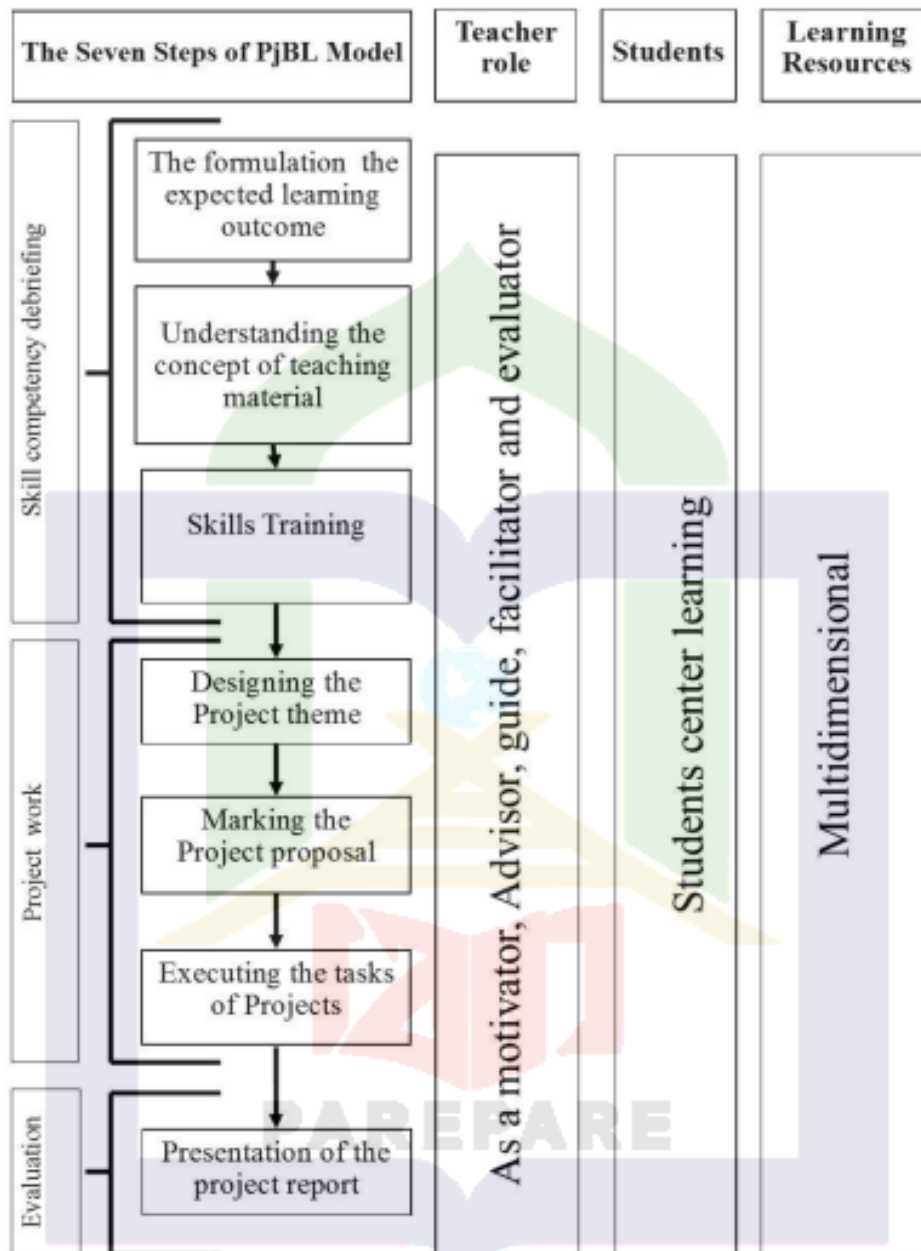 The Seven Steps of PjBL Model
Teacher
role
Students
Learning
Resources
Skill competency debriefing
The formulation the
expected learning
outcome
Understanding the
concept of teaching
material
Skills Training
Project work
Designing the
Project theme
Marking the
Project proposal
Executing the tasks
of Projects
Evaluation
Presentation of the
project report
As a motivator, Advisor, guide, facilitator and evaluator
Students center learning
Multidimensional
PAREPARE